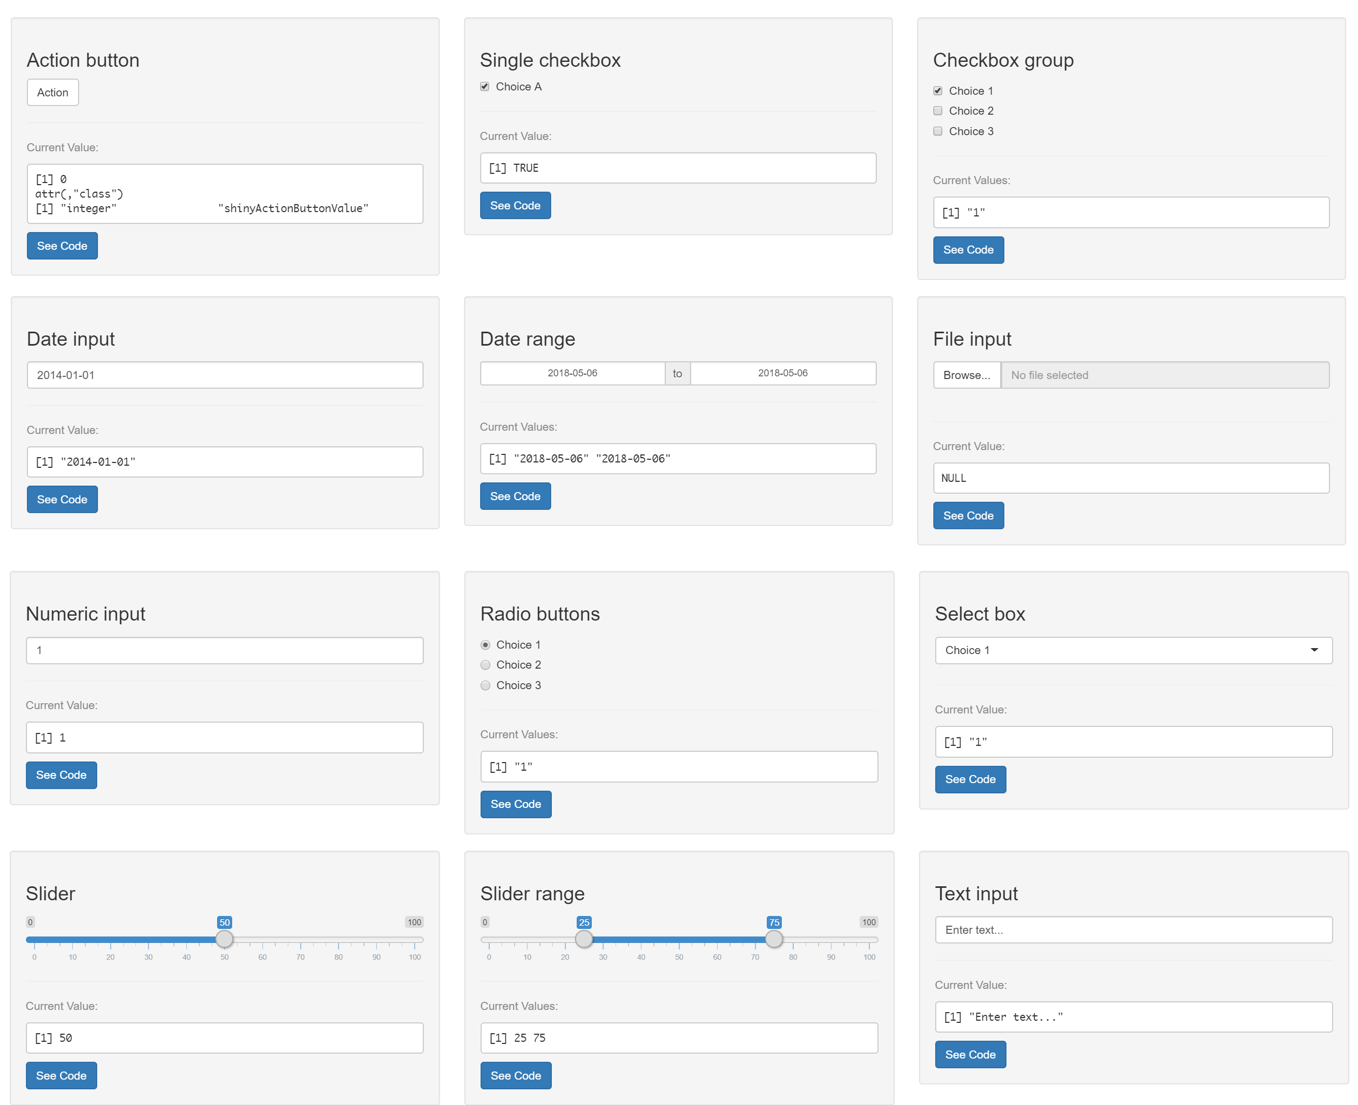 Action button
Action
Current Value:
[1] 0
attr(,"class")
[1] "integer"               "shinyActionButtonValue"
See Code
Single checkbox
Choice A
Current Value:
[1] TRUE
See Code
Checkbox group
Choice 1
Choice 2
Choice 3
Current Values:
[1] "1"
See Code
Date input
2014-01-01
Current Value:
[1] "2014-01-01"
See Code
Date range
2018-05-06 to 2018-05-06
Current Values:
[1] "2018-05-06" "2018-05-06"
See Code
File input
Browse... No file selected
Current Value:
NULL
See Code
Numeric input
1
Current Value:
[1] 1
See Code
Radio buttons
Choice 1
Choice 2
Choice 3
Current Values:
[1] "1"
See Code
Select box
Choice 1
Current Value:
[1] "1"
See Code
Slider
0 50 100
0 10 20 30 40 50 60 70 80 90 100
Current Value:
[1] 50
See Code
Slider range
0 25 75 100
0 10 20 30 40 50 60 70 80 90 100
Current Values:
[1] 25 75
See Code
Text input
Enter text...
Current Value:
[1] "Enter text..."
See Code